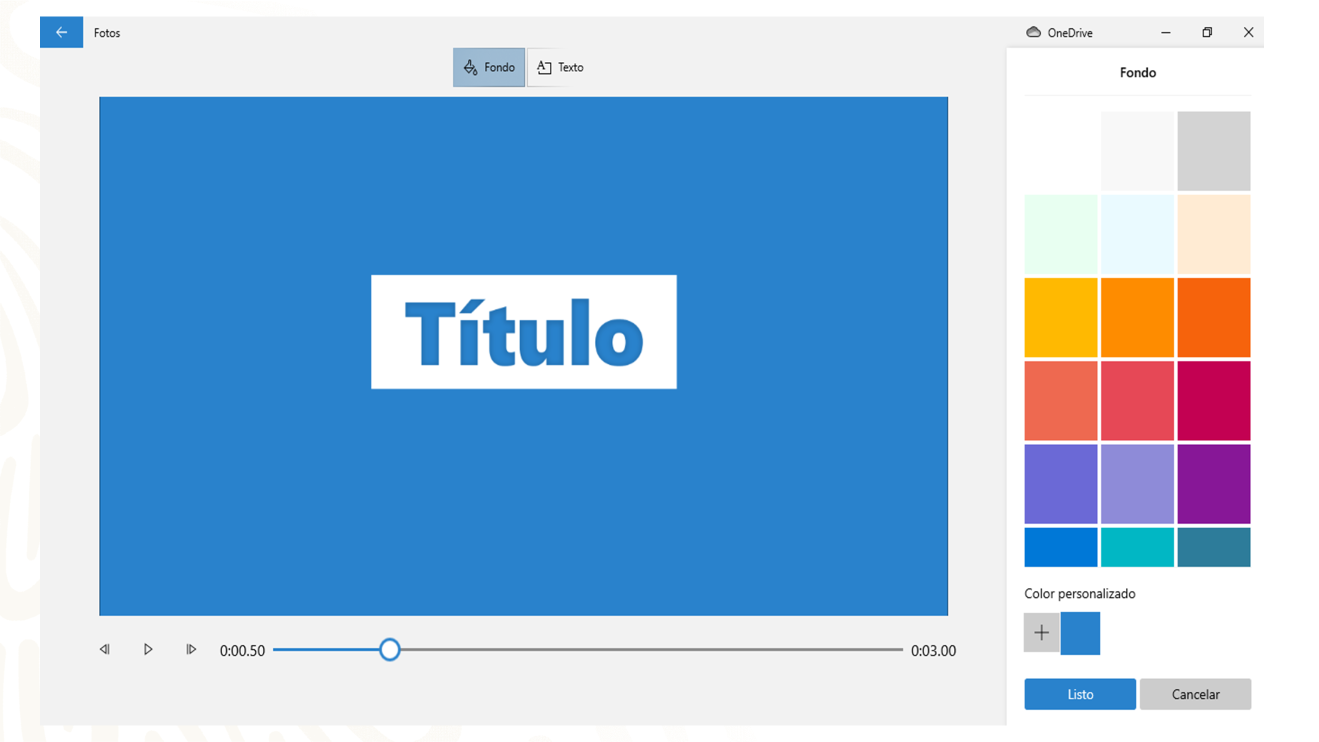 Fotos
OneDrive
Fondo
Texto
Fondo
Título
Color personalizado
0:00.50
0:03.00
Listo
Cancelar